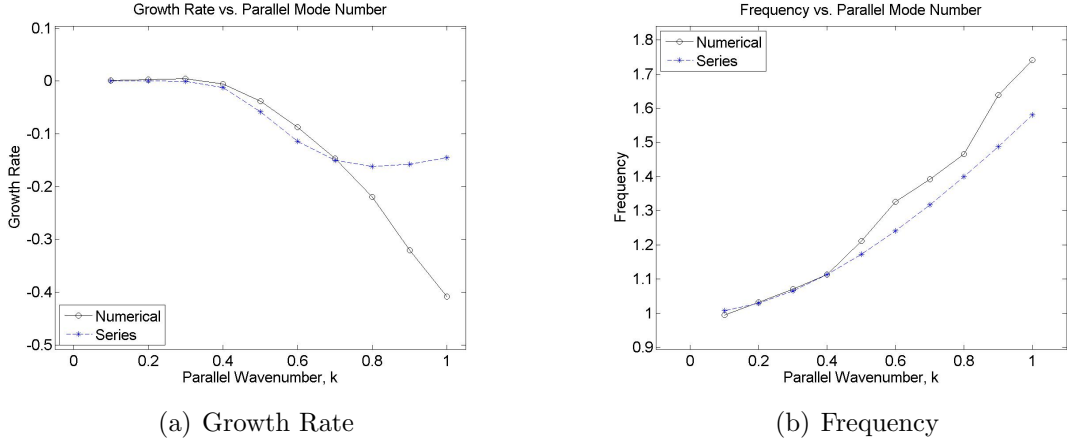 Growth Rate vs. Parallel Mode Number
0.1
0
-0.1
-0.2
-0.3
-0.4
-0.5
Growth Rate
Numerical
Series
0 0.2 0.4 0.6 0.8 1
Parallel Wavenumber, k
(a) Growth Rate
Frequency vs. Parallel Mode Number
1.8
1.7
1.6
1.5
1.4
1.3
1.2
1.1
1
0.9
Frequency
Numerical
Series
0 0.2 0.4 0.6 0.8 1
Parallel Wavenumber, k
(b) Frequency